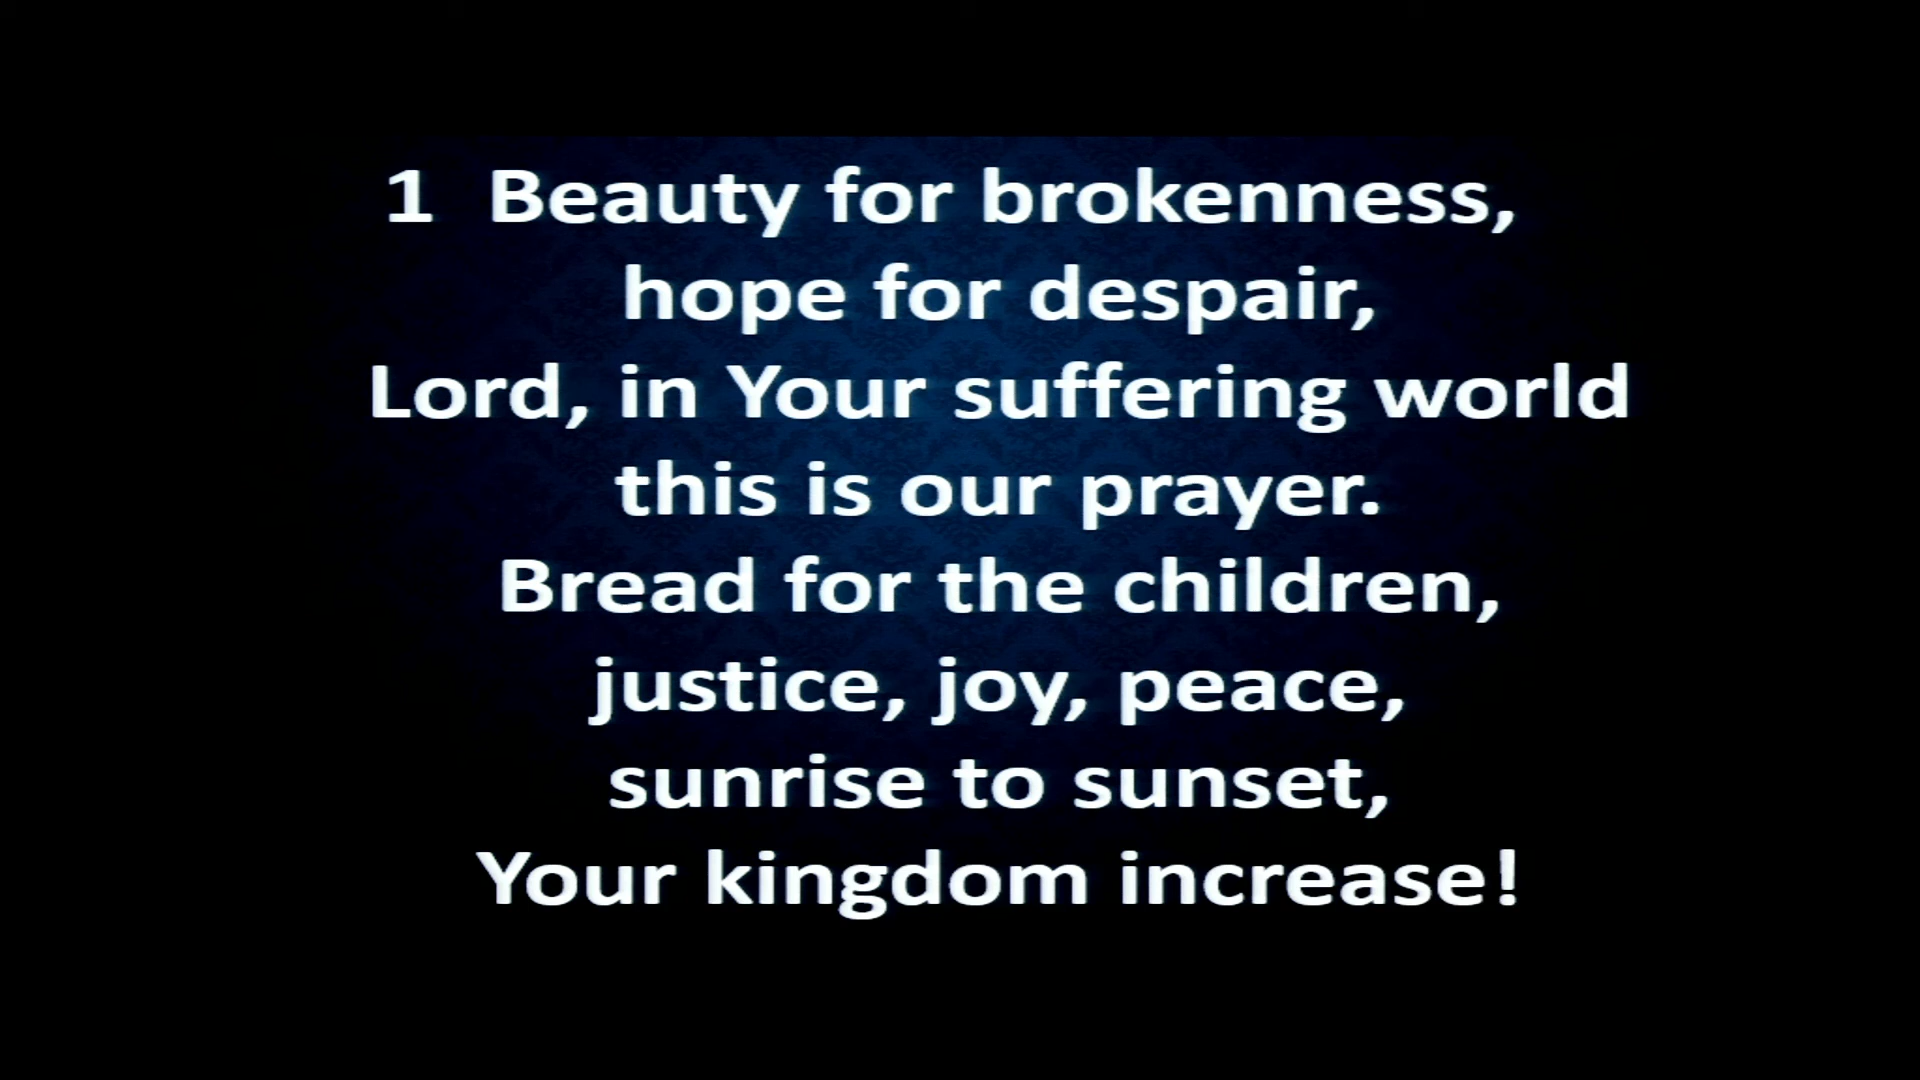 1 Beauty for brokenness,
hope for despair,
Lord, in Your suffering world
this is our prayer.
Bread for the children,
justice, joy, peace,
sunrise to sunset,
Your kingdom increase!